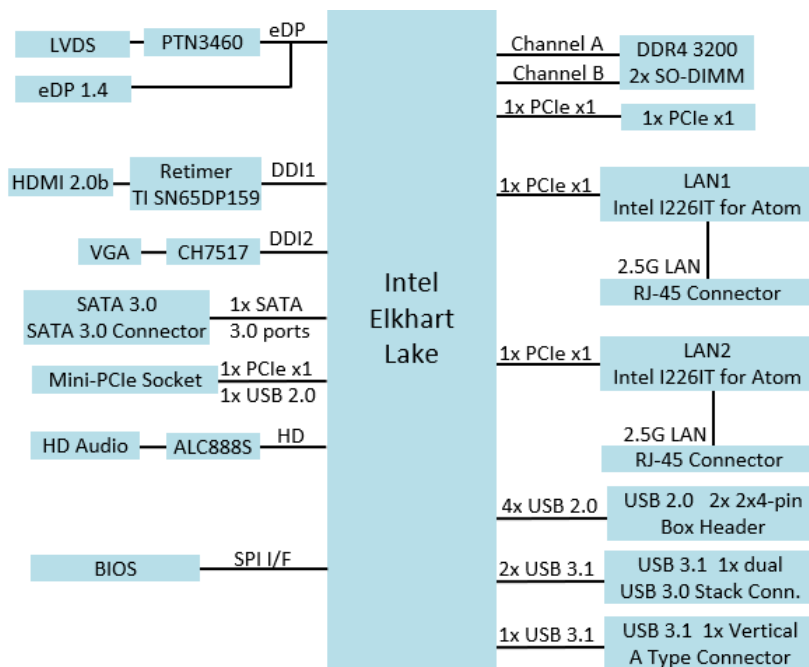 LVDS
PTN3460
eDP
eDP 1.4
HDMI 2.0b
Retimer
TI SN65DP159
DDI1
VGA
CH7517
DDI2
SATA 3.0
SATA 3.0 Connector
1x SATA
3.0 ports
Mini-PCIe Socket
1x PCIe x1
1x USB 2.0
HD Audio
ALC888S
HD
BIOS
SPI I/F
Intel
Elkhart
Lake
Channel A
Channel B
DDR4 3200
2x SO-DIMM
1x PCIe x1
1x PCIe x1
1x PCIe x1
LAN1
Intel I226IT for Atom
2.5G LAN
RJ-45 Connector
1x PCIe x1
LAN2
Intel I226IT for Atom
2.5G LAN
RJ-45 Connector
4x USB 2.0
USB 2.0 2x 2x4-pin
Box Header
2x USB 3.1
USB 3.1 1x dual
USB 3.0 Stack Conn.
1x USB 3.1
USB 3.1 1x Vertical
A Type Connector